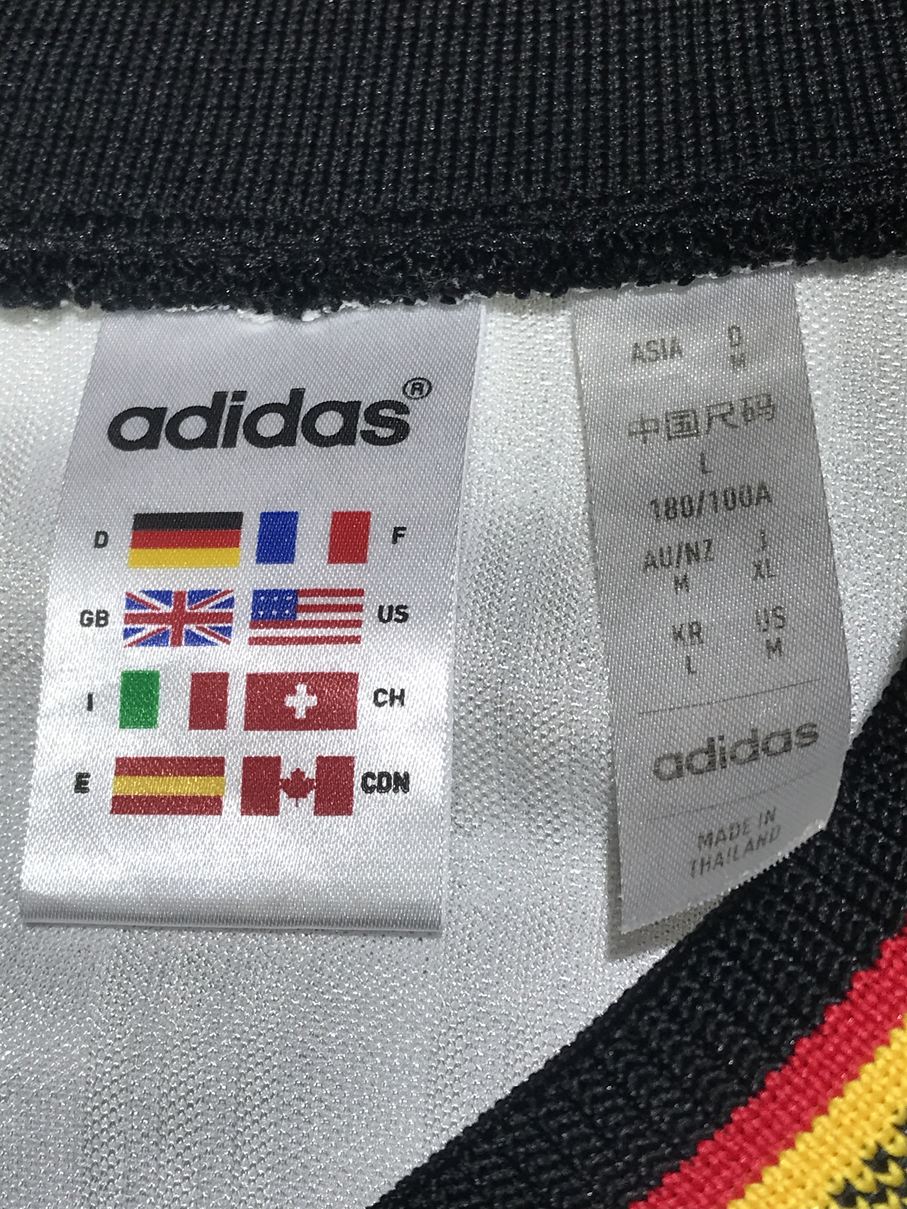 adidas®
D F
GB US
I CH
E CDN
ASIA D
M
中国尺码
L
180/100A
AU/NZ J
M XL
KR US
L M
adidas
MADE IN
THAILAND